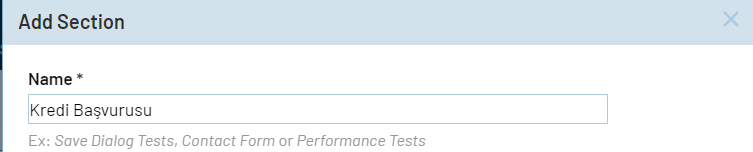 Add Section
Name *
Kredi Başvurusu
Ex: Save Dialog Tests, Contact Form or Performance Tests